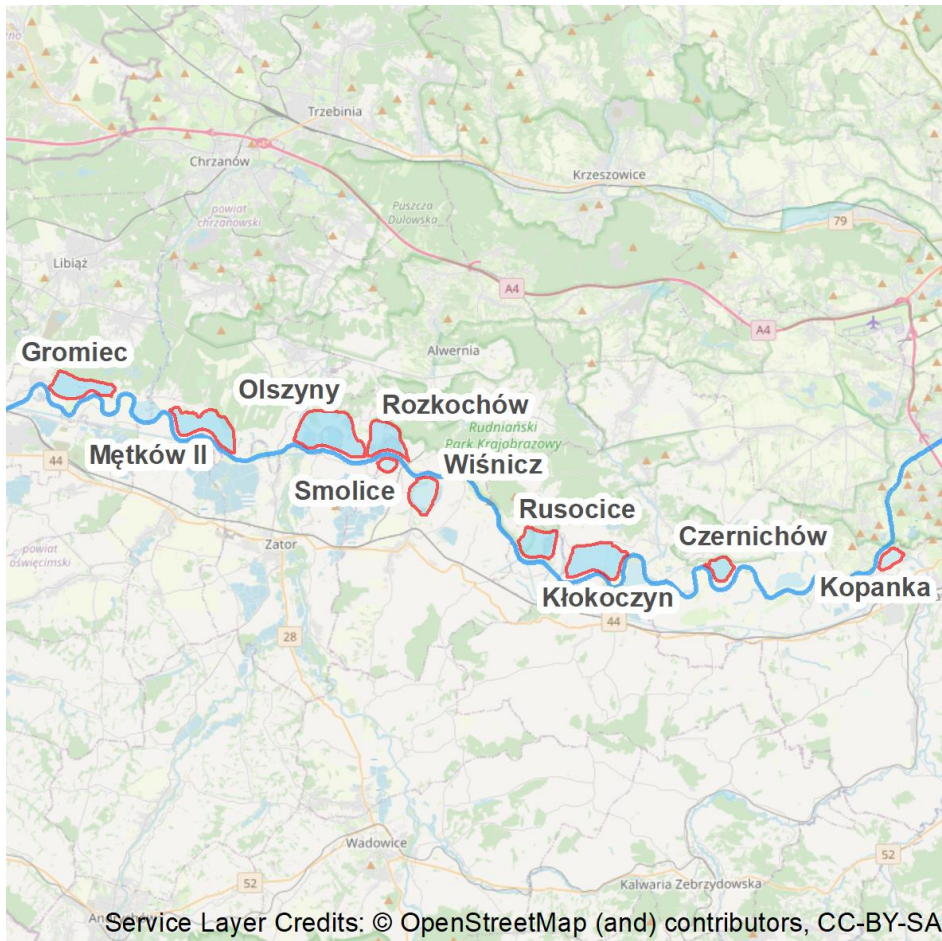 Trzebinia
A4
Chrzanów
Krzeszowice
powiat
chrzanowski
Puszcza
Dulowska
79
Libiąż
A4
A4
Gromiec
Alwernia
Olszyny
Rozkochów
Rudniański
Park Krajobrazowy
Mętków II
44
Wiśnicz
Smolice
Rusocice
Czernichów
Zator
powiat
oświęcimski
Kłokoczyn
Kopanka
44
28
Wadowice
52
52
Kalwaria Zebrzydowska
Service Layer Credits: © OpenStreetMap (and) contributors, CC-BY-SA